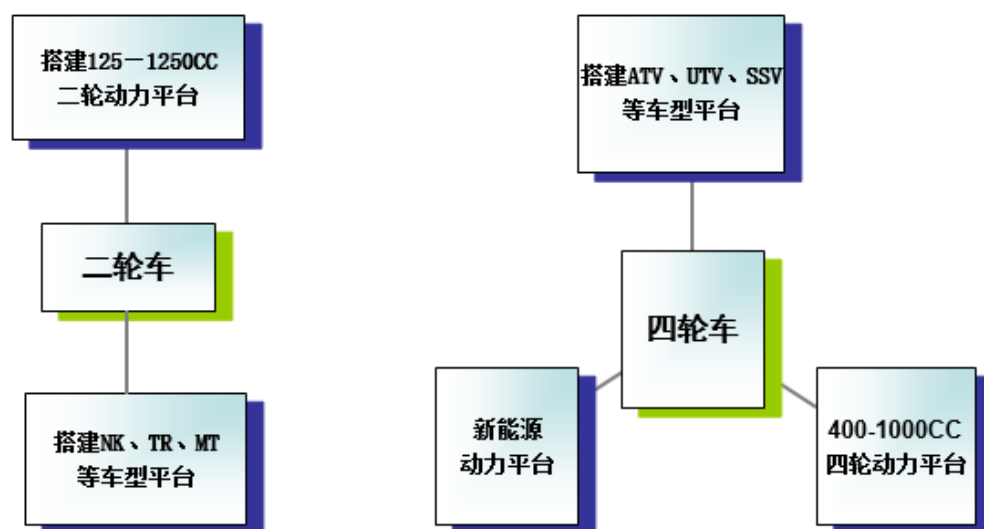 搭建125－1250CC
二轮动力平台
二轮车
搭建NK、TR、MT
等车型平台
搭建ATV、UTV、SSV
等车型平台
四轮车
新能源
动力平台
400-1000CC
四轮动力平台